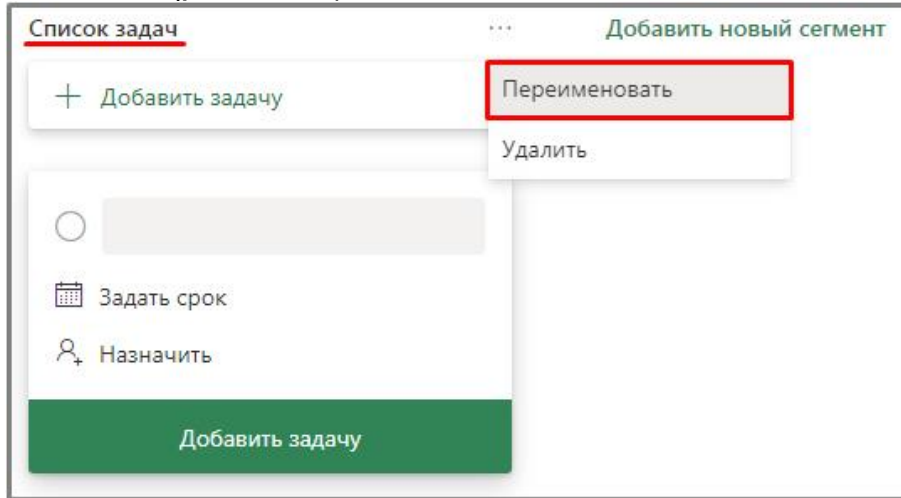 Список задач ... Добавить новый сегмент
+ Добавить задачу
Переименовать
Удалить
Задать срок
Назначить
Добавить задачу